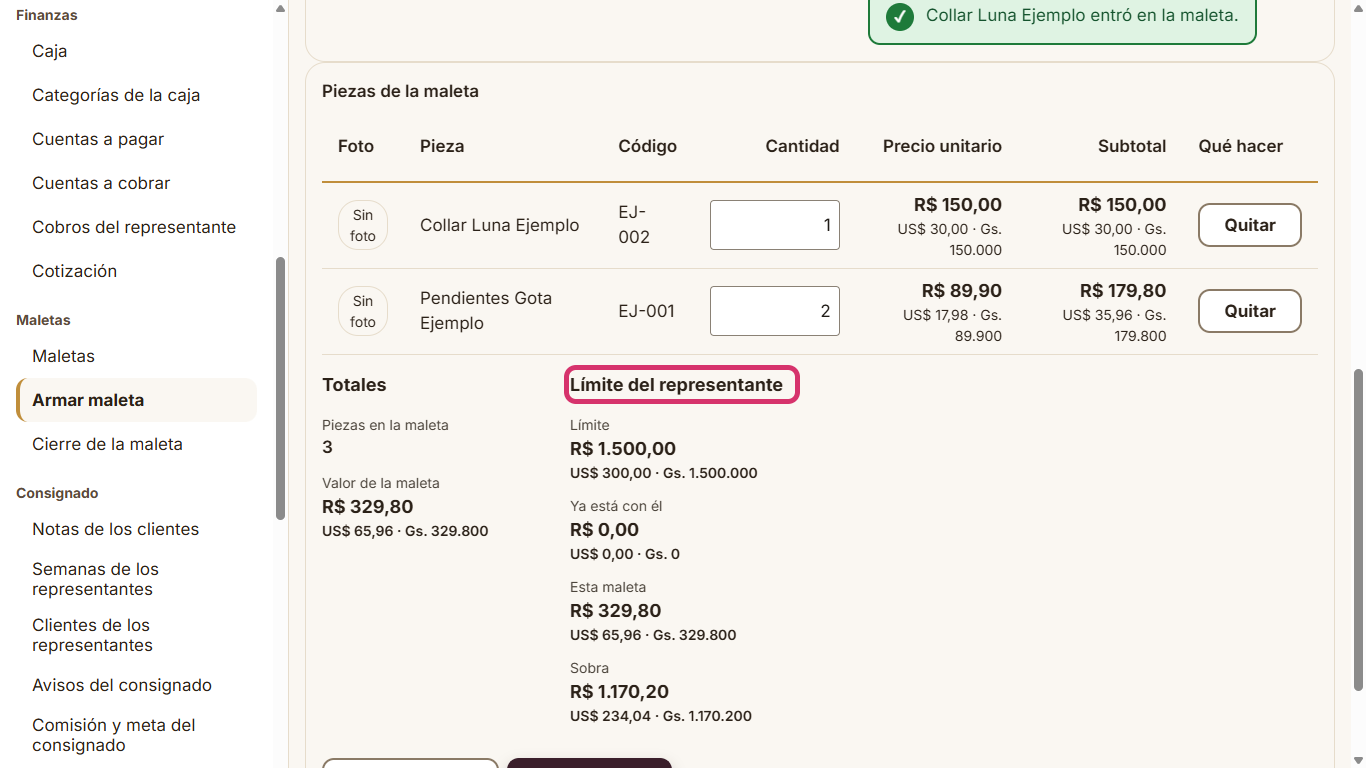 Finanzas
Caja
Categorías de la caja
Cuentas a pagar
Cuentas a cobrar
Cobros del representante
Cotización
Maletas
Maletas
Armar maleta
Cierre de la maleta
Consignado
Notas de los clientes
Semanas de los
representantes
Clientes de los
representantes
Avisos del consignado
Comisión y meta del
consignado
Collar Luna Ejemplo entró en la maleta.
Piezas de la maleta
Foto Pieza Código Cantidad Precio unitario Subtotal Qué hacer
Sin
foto
Collar Luna Ejemplo
EJ-
002
1
R$ 150,00
US$ 30,00 · Gs.
150.000
R$ 150,00
US$ 30,00 · Gs.
150.000
Quitar
Sin
foto
Pendientes Gota
Ejemplo
EJ-001
2
R$ 89,90
US$ 17,98 · Gs.
89.900
R$ 179,80
US$ 35,96 · Gs.
179.800
Quitar
Totales
Piezas en la maleta
3
Valor de la maleta
R$ 329,80
US$ 65,96 · Gs. 329.800
Límite del representante
Límite
R$ 1.500,00
US$ 300,00 · Gs. 1.500.000
Ya está con él
R$ 0,00
US$ 0,00 · Gs. 0
Esta maleta
R$ 329,80
US$ 65,96 · Gs. 329.800
Sobra
R$ 1.170,20
US$ 234,04 · Gs. 1.170.200